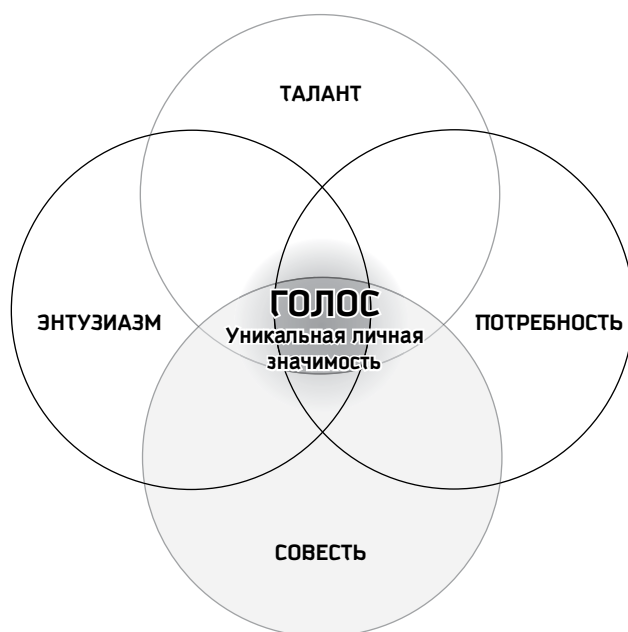 ТАЛАНТ
ГОЛОС
Уникальная личная
значимость
ЭНТУЗИАЗМ
ПОТРЕБНОСТЬ
СОВЕСТЬ